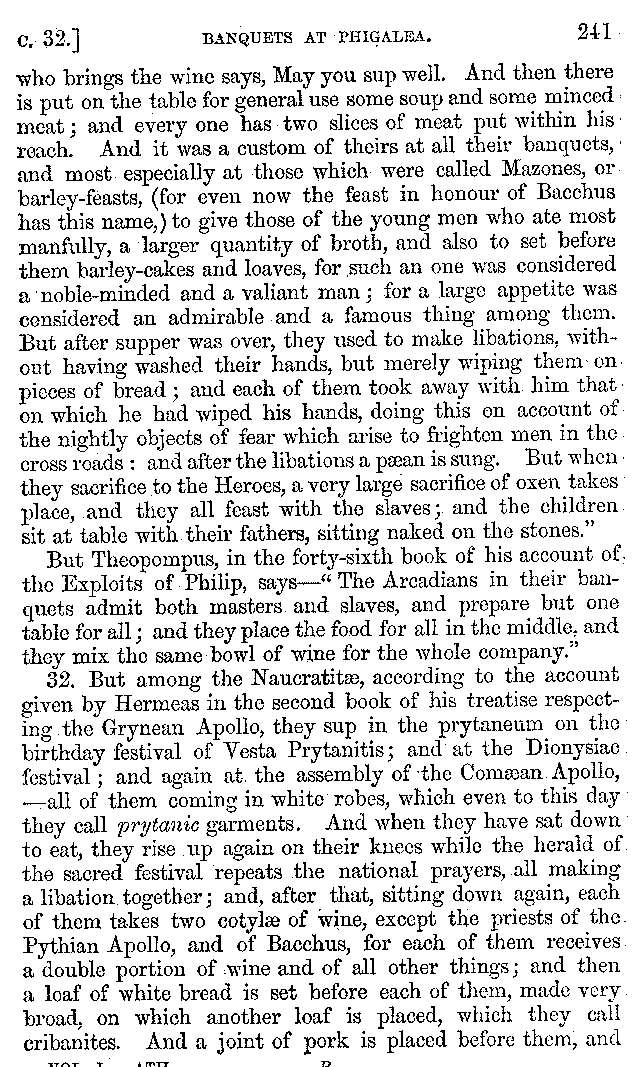 c. 32.] BANQUETS AT PHIGALEA. 241
who brings the wine says, May you sup well. And then there
is put on the table for general use some soup and some minced
meat; and every one has two slices of meat put within his
reach. And it was a custom of theirs at all their banquets,
and most especially at those which were called Mazones, or
barley-feasts, (for even now the feast in honour of Bacchus
has this name,) to give those of the young men who ate most
manfully, a larger quantity of broth, and also to set before
them barley-cakes and loaves, for such an one was considered
a noble-minded and a valiant man; for a large appetite was
considered an admirable and a famous thing among them.
But after supper was over, they used to make libations, with-
out having washed their hands, but merely wiping them on
pieces of bread; and each of them took away with him that
on which he had wiped his hands, doing this on account of
the nightly objects of fear which arise to frighten men in the
cross roads: and after the libations a pæan is sung. But when
they sacrifice to the Heroes, a very large sacrifice of oxen takes
place, and they all feast with the slaves; and the children
sit at table with their fathers, sitting naked on the stones.”
But Theopompus, in the forty-sixth book of his account of
the Exploits of Philip, says—“ The Arcadians in their ban-
quets admit both masters and slaves, and prepare but one
table for all; and they place the food for all in the middle, and
they mix the same bowl of wine for the whole company.”
32. But among the Naucratitæ, according to the account
given by Hermeas in the second book of his treatise respect-
ing the Grynean Apollo, they sup in the prytaneum on the
birthday festival of Vesta Prytanitis; and at the Dionysiac
festival; and again at the assembly of the Comæan Apollo,
—all of them coming in white robes, which even to this day
they call prytanic garments. And when they have sat down
to eat, they rise up again on their knees while the herald of
the sacred festival repeats the national prayers, all making
a libation together; and, after that, sitting down again, each
of them takes two cotylæ of wine, except the priests of the
Pythian Apollo, and of Bacchus, for each of them receives
a double portion of wine and of all other things; and then
a loaf of white bread is set before each of them, made very
broad, on which another loaf is placed, which they call
cribanites. And a joint of pork is placed before them, and